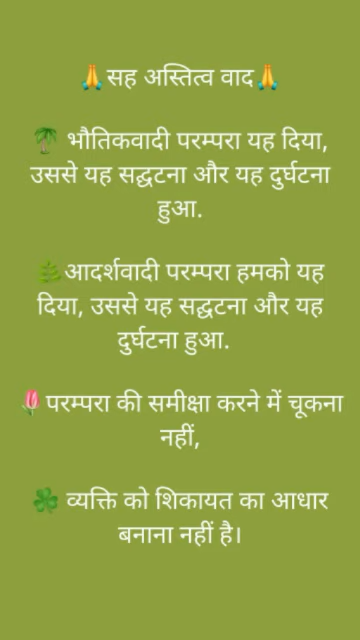 🙏सह अस्तित्व वाद🙏
🌴 भौतिकवादी परम्परा यह दिया,
उससे यह सद्घटना और यह दुर्घटना
हुआ.
🌲आदर्शवादी परम्परा हमको यह
दिया, उससे यह सद्घटना और यह
दुर्घटना हुआ.
🌷परम्परा की समीक्षा करने में चूकना
नहीं,
🍀 व्यक्ति को शिकायत का आधार
बनाना नहीं है।